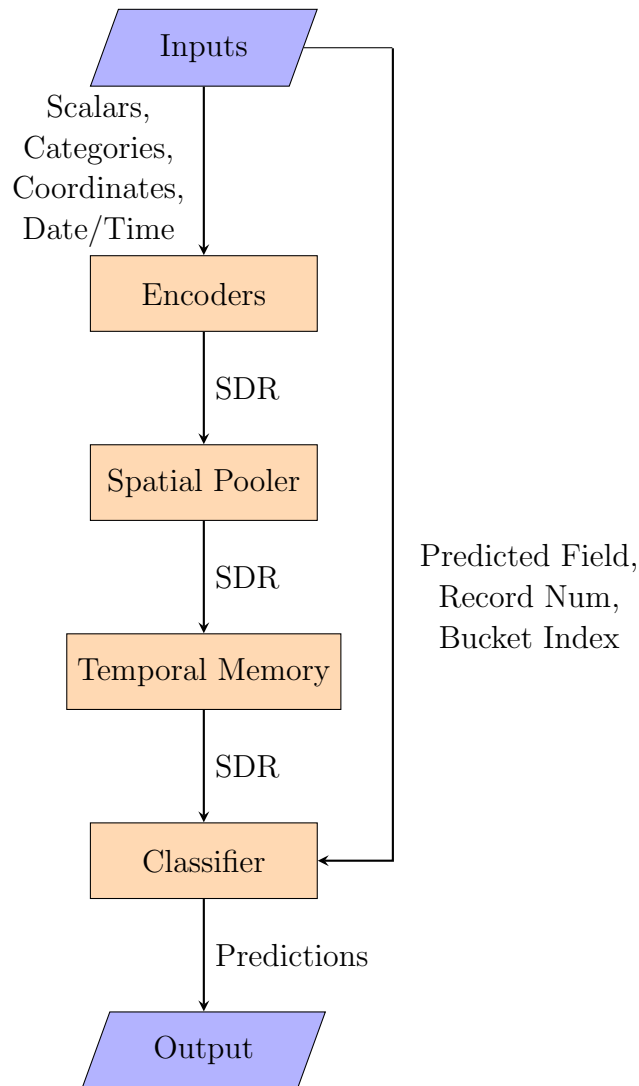 Inputs
Scalars,
Categories,
Coordinates,
Date/Time
Encoders
SDR
Spatial Pooler
SDR
Predicted Field,
Record Num,
Bucket Index
Temporal Memory
SDR
Classifier
Predictions
Output